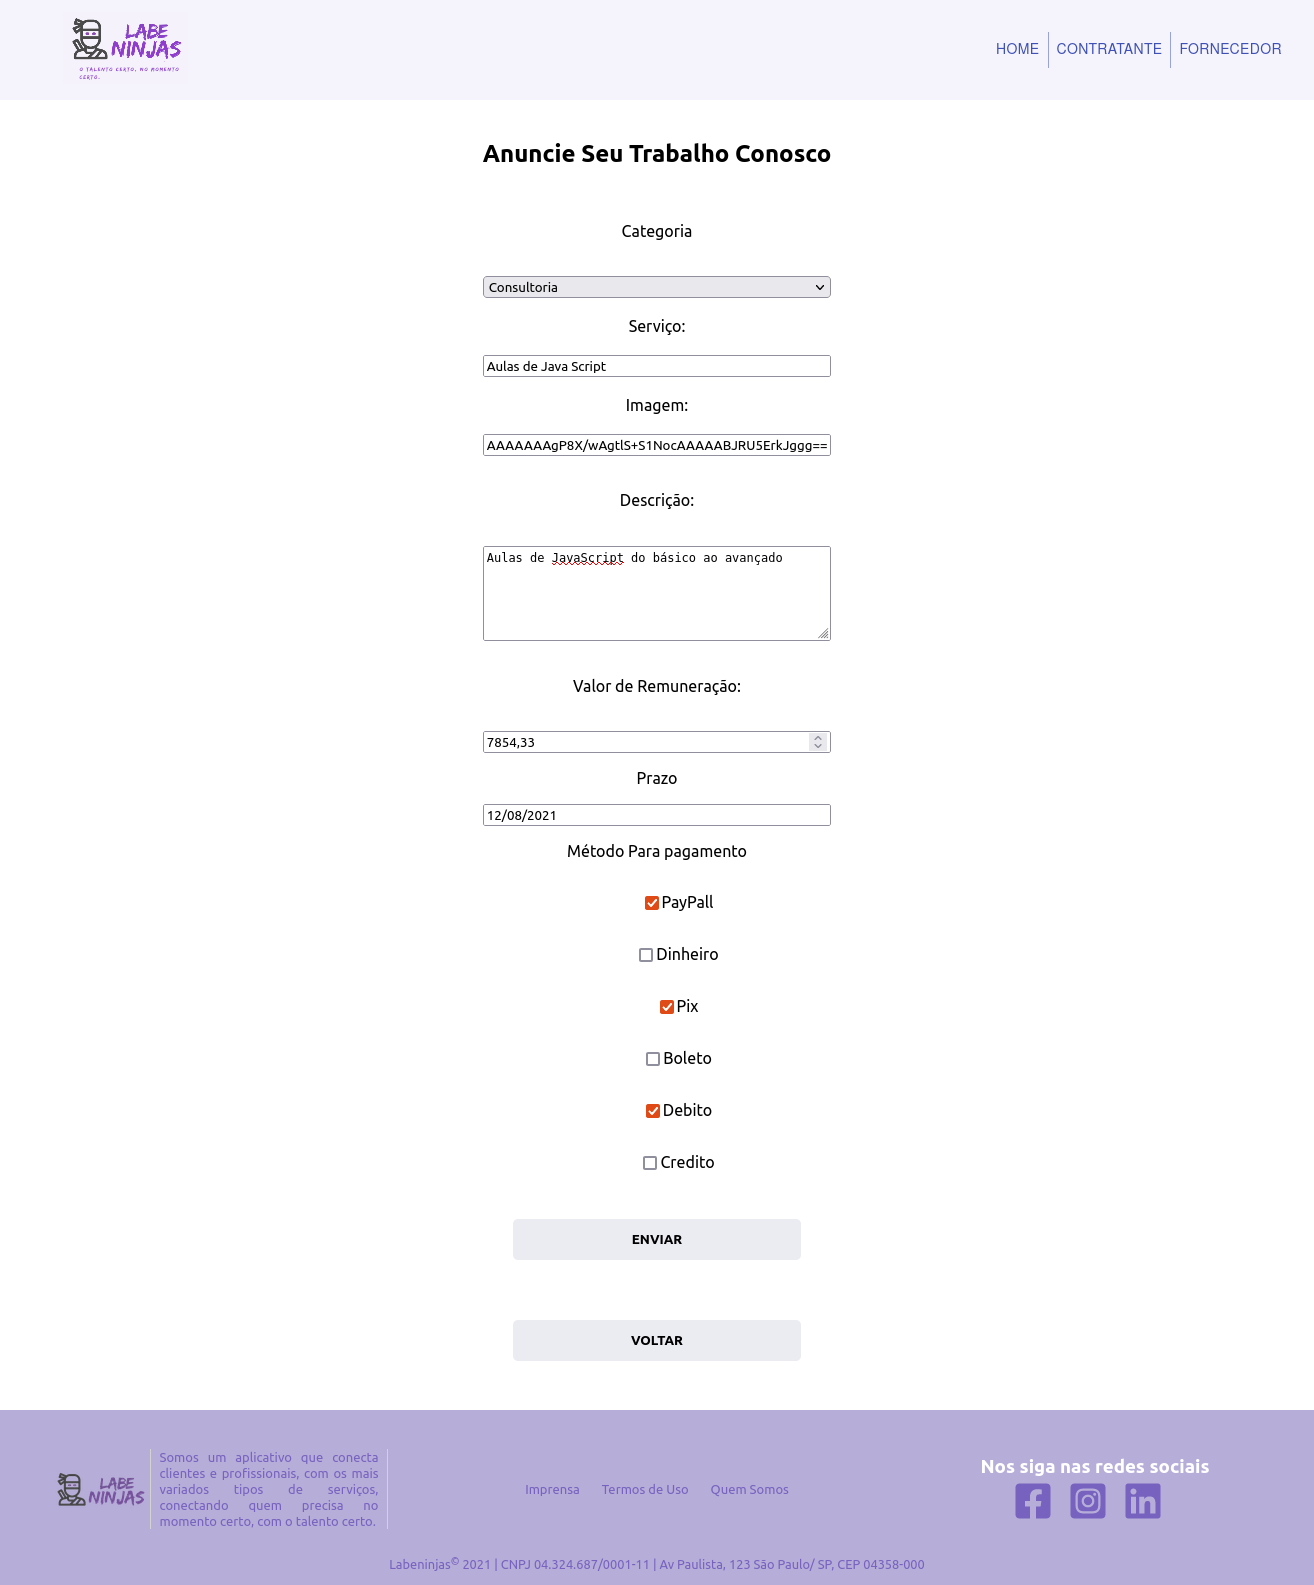 LABE
NINJAS
O TALENTO CERTO. NO MOMENTO
CERTO.
HOME
CONTRATANTE
FORNECEDOR
Anuncie Seu Trabalho Conosco
Categoria
Consultoria
Serviço:
Aulas de Java Script
Imagem:
AAAAAAAgP8X/wAgtlS+S1NocAAAAABJRU5ErkJggg==
Descrição:
Aulas de JavaScript do básico ao avançado
Valor de Remuneração:
7854,33
Prazo
12/08/2021
Método Para pagamento
PayPall
Dinheiro
Pix
Boleto
Debito
Credito
ENVIAR
VOLTAR
LABE
NINJAS
Somos um aplicativo que conecta
clientes e profissionais, com os mais
variados tipos de serviços,
conectando quem precisa no
momento certo, com o talento certo.
Imprensa
Termos de Uso
Quem Somos
Nos siga nas redes sociais
Labeninjas© 2021 | CNPJ 04.324.687/0001-11 | Av Paulista, 123 São Paulo/ SP, CEP 04358-000